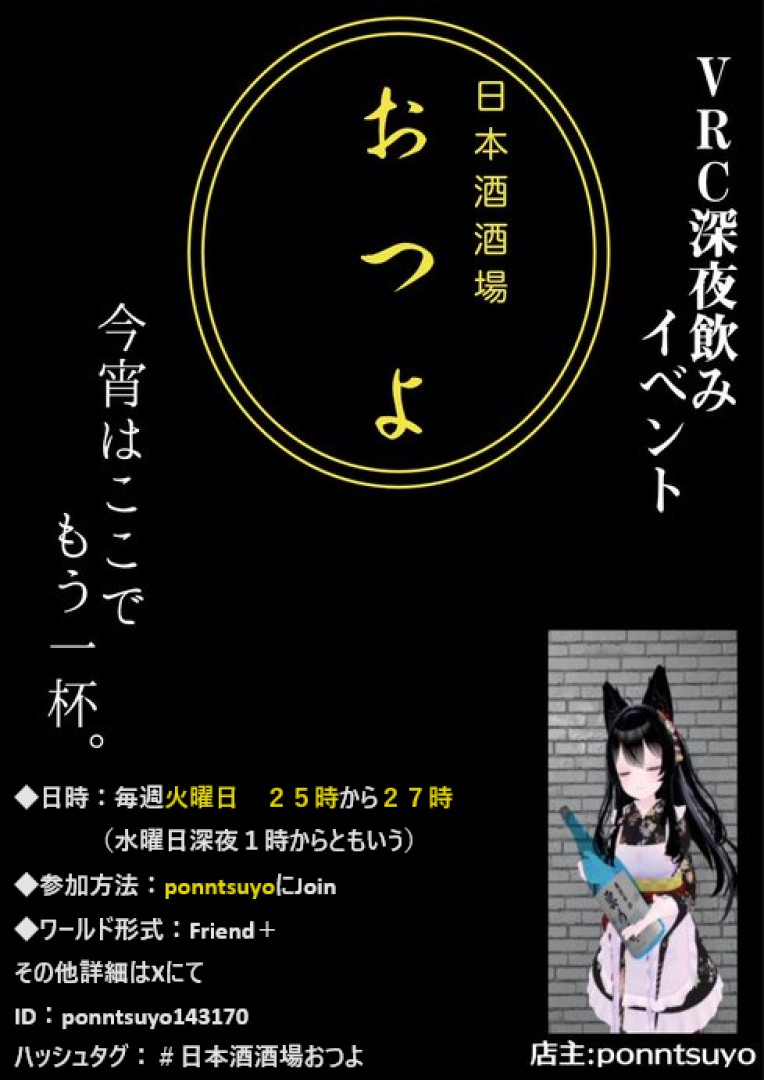 VRC深夜飲み
イベント
日本酒酒場
おつよ
今宵はここで
もう一杯。
◆日時：毎週火曜日　２５時から２７時
（水曜日深夜１時からともいう）
◆参加方法：ponntsuyoにJoin
◆ワールド形式：Friend＋
その他詳細はXにて
ID：ponntsuyo143170
ハッシュタグ：＃日本酒酒場おつよ
店主:ponntsuyo